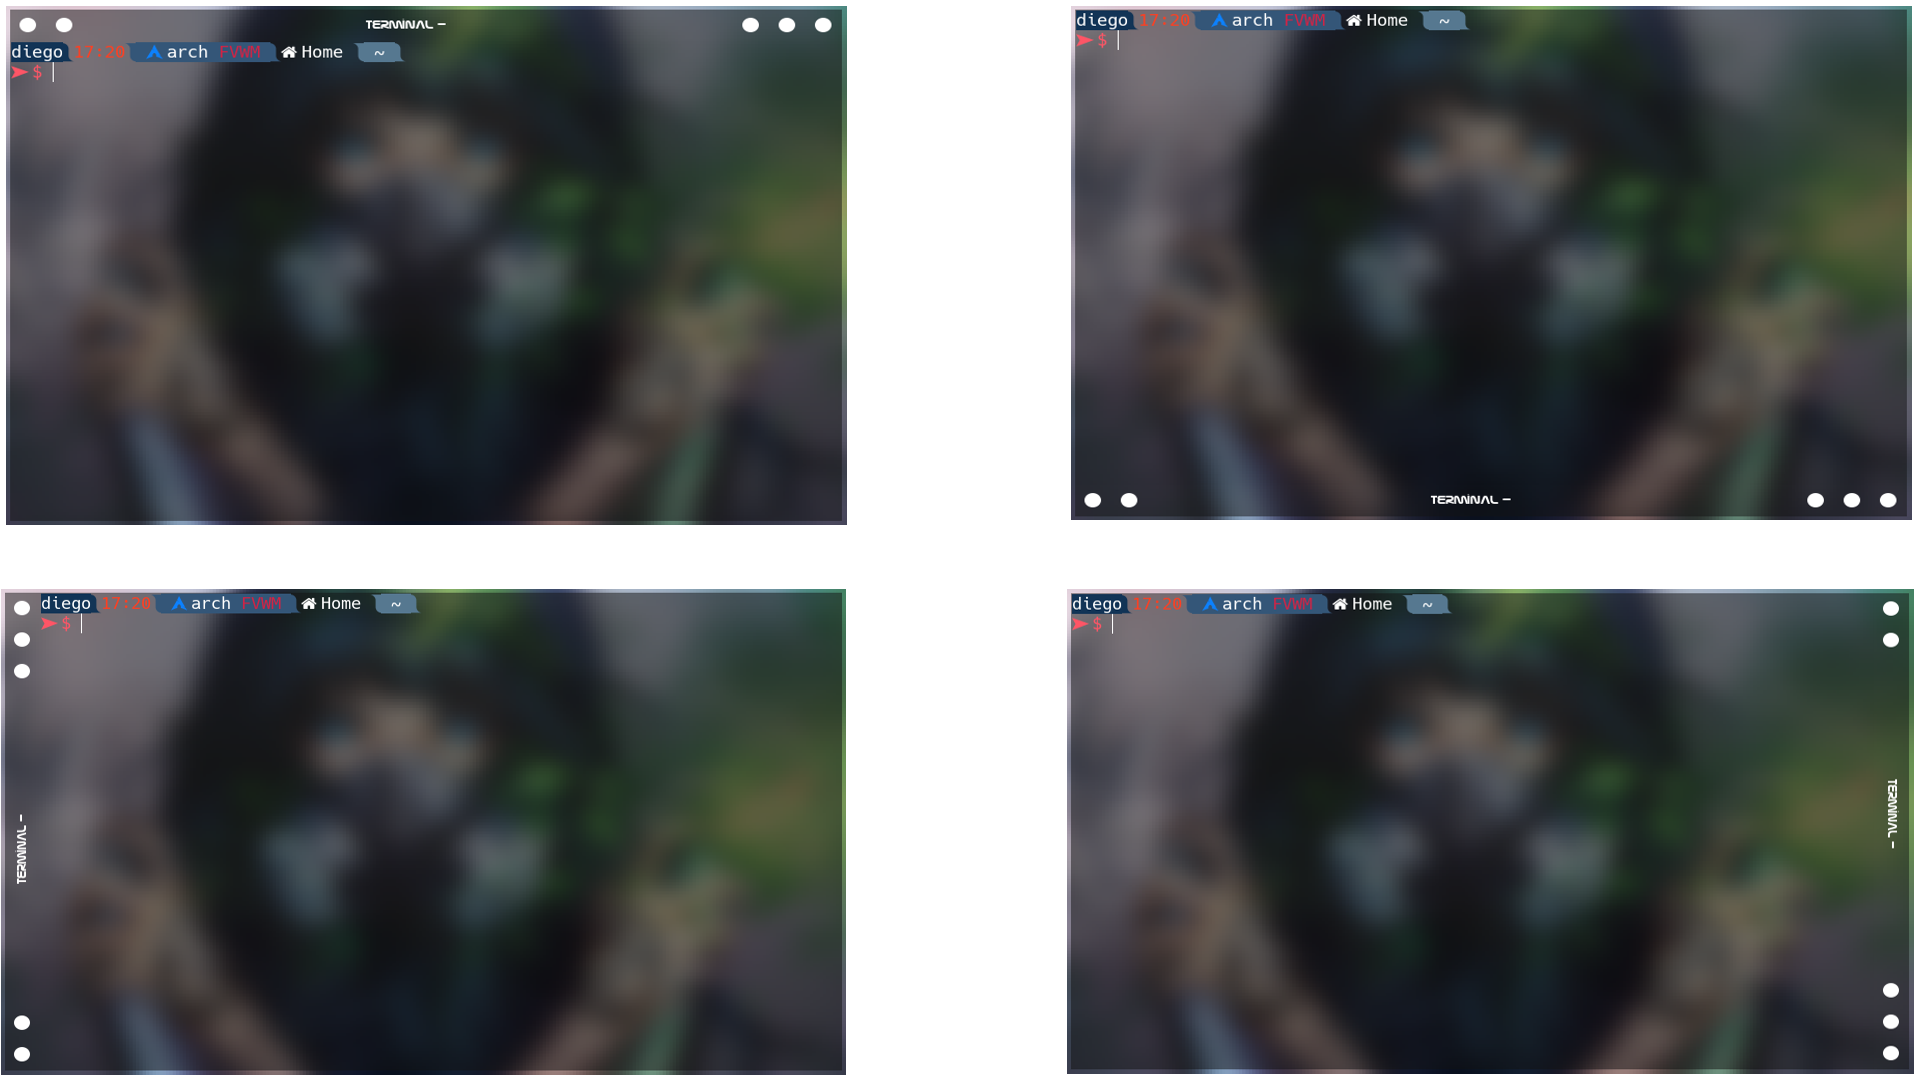 TERMINAL –
diego 17:20 arch FVWM Home ~
➤ $
diego 17:20 arch FVWM Home ~
➤ $
TERMINAL –
diego 17:20 arch FVWM Home ~
➤ $
TERMINAL –
diego 17:20 arch FVWM Home ~
➤ $
TERMINAL –